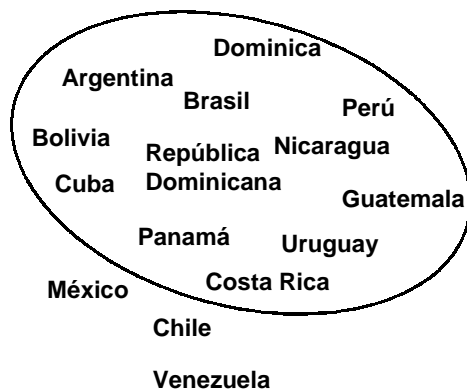 Dominica
Argentina
Brasil
Perú
Bolivia
República
Dominicana
Nicaragua
Cuba
Guatemala
Panamá
Uruguay
Costa Rica
México
Chile
Venezuela